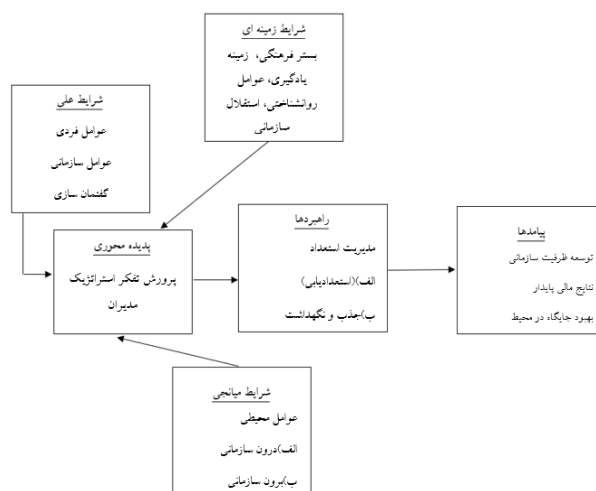 شرایط زمینه ای
بستر فرهنگی، زمینه
یادگیری، عوامل
روانشناختی، استقلال
سازمانی
شرایط علی
عوامل فردی
عوامل سازمانی
گفتمان سازی
پدیده محوری
پرورش تفکر استراتژیک
مدیران
راهبردها
مدیریت استعداد
الف)(استعدادیابی)
ب)جذب و نگهداشت
پیامدها
توسعه ظرفیت سازمانی
نتایج مالی پایدار
بهبود جایگاه در محیط
شرایط میانجی
عوامل محیطی
الف)درون سازمانی
ب)برون سازمانی